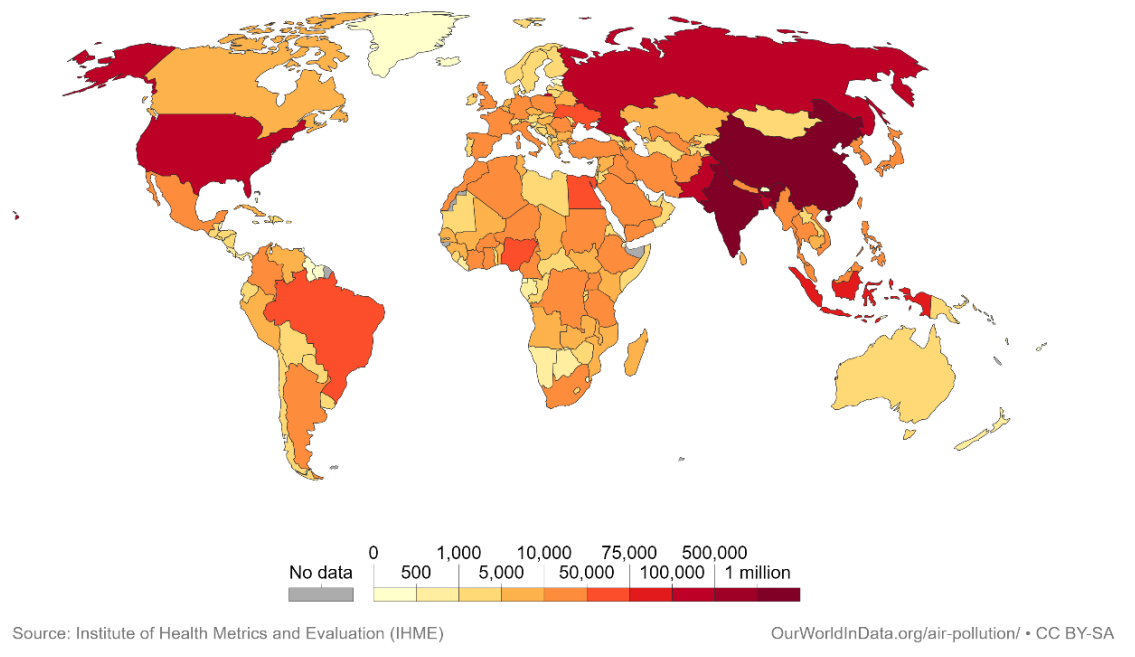 0 1,000 10,000 75,000 500,000
No data 500 5,000 50,000 100,000 1 million
Source: Institute of Health Metrics and Evaluation (IHME) OurWorldInData.org/air-pollution/ • CC BY-SA